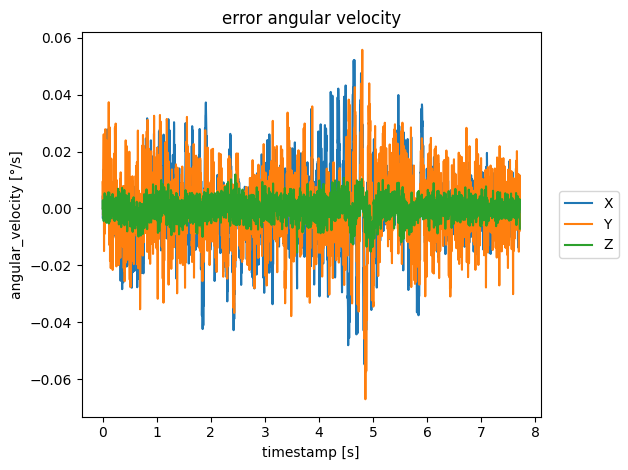 error angular velocity
0.06
0.04
0.02
0.00
−0.02
−0.04
−0.06
angular_velocity [°/s]
0 1 2 3 4 5 6 7 8
timestamp [s]
X
Y
Z